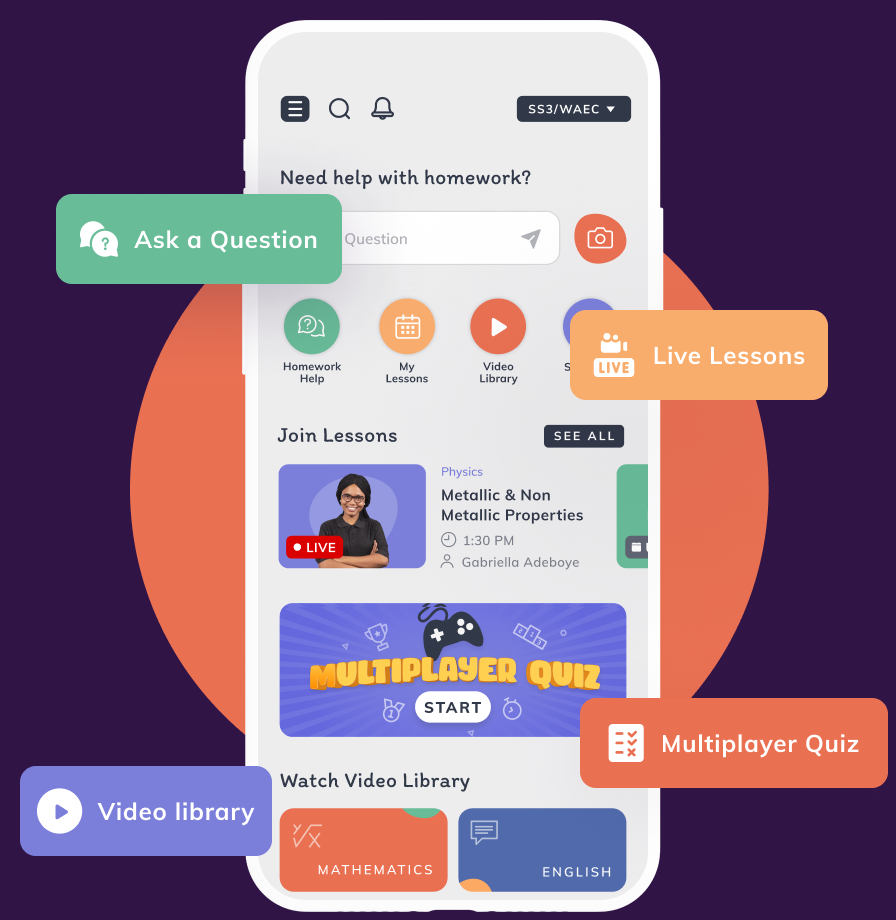 SS3/WAEC
Need help with homework?
Ask a Question
Question
Homework
Help
My
Lessons
Video
Library
Live Lessons
LIVE
Join Lessons
SEE ALL
LIVE
Physics
Metallic & Non
Metallic Properties
1:30 PM
Gabriella Adeboye
MULTIPLAYER QUIZ
START
Multiplayer Quiz
Watch Video Library
Video library
MATHEMATICS
ENGLISH